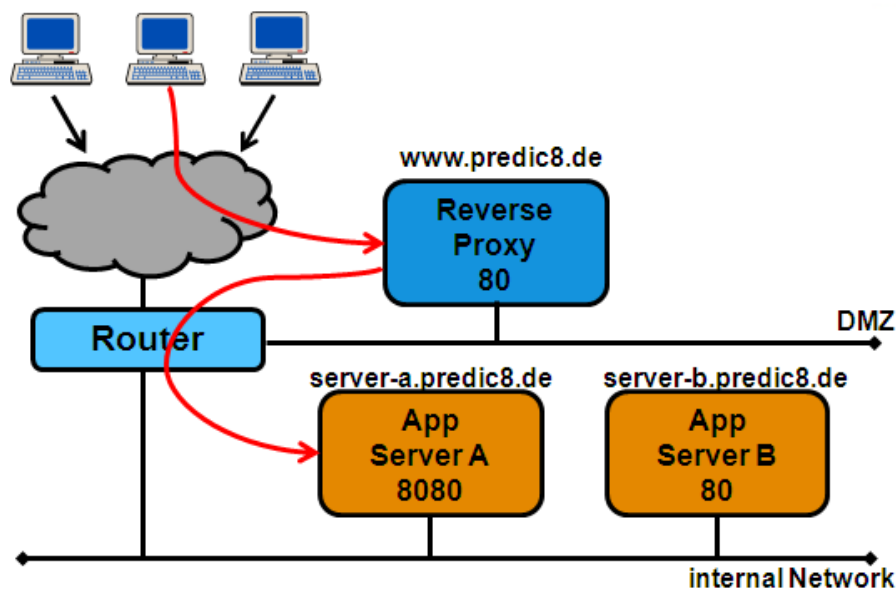 www.predic8.de
Reverse
Proxy
80
DMZ
Router
server-a.predic8.de
server-b.predic8.de
App
Server A
8080
App
Server B
80
internal Network